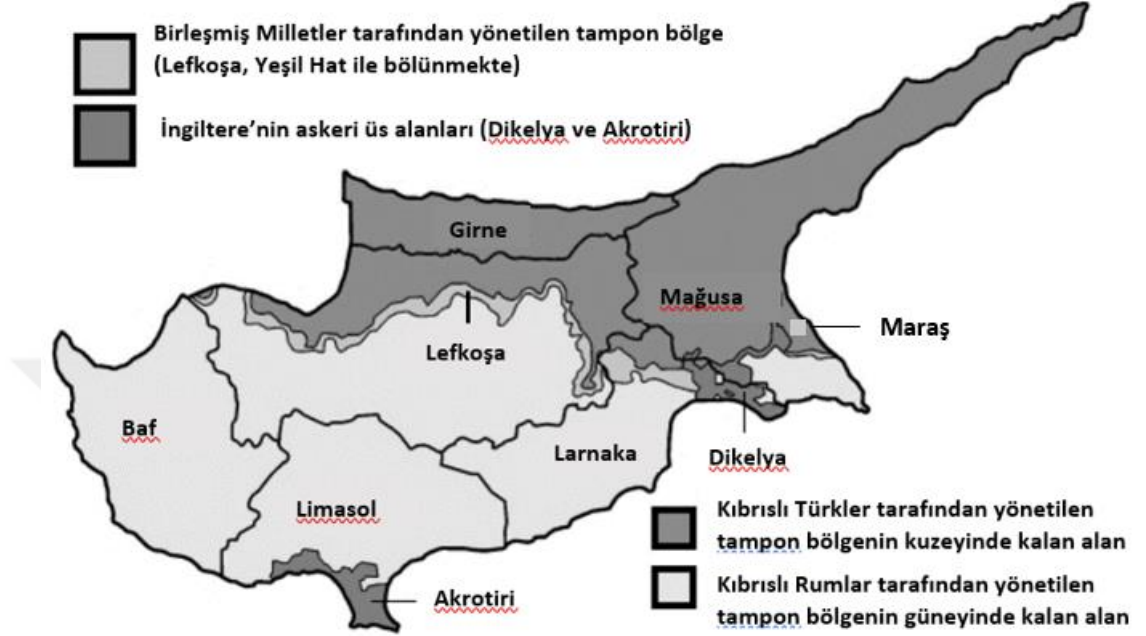 Birleşmiş Milletler tarafından yönetilen tampon bölge
(Lefkoşa, Yeşil Hat ile bölünmekte)
İngiltere’nin askeri üs alanları (Dikelya ve Akrotiri)
Girne
Mağusa
Maraş
Lefkoşa
Baf
Larnaka
Dikelya
Limasol
Akrotiri
Kıbrıslı Türkler tarafından yönetilen
tampon bölgenin kuzeyinde kalan alan
Kıbrıslı Rumlar tarafından yönetilen
tampon bölgenin güneyinde kalan alan